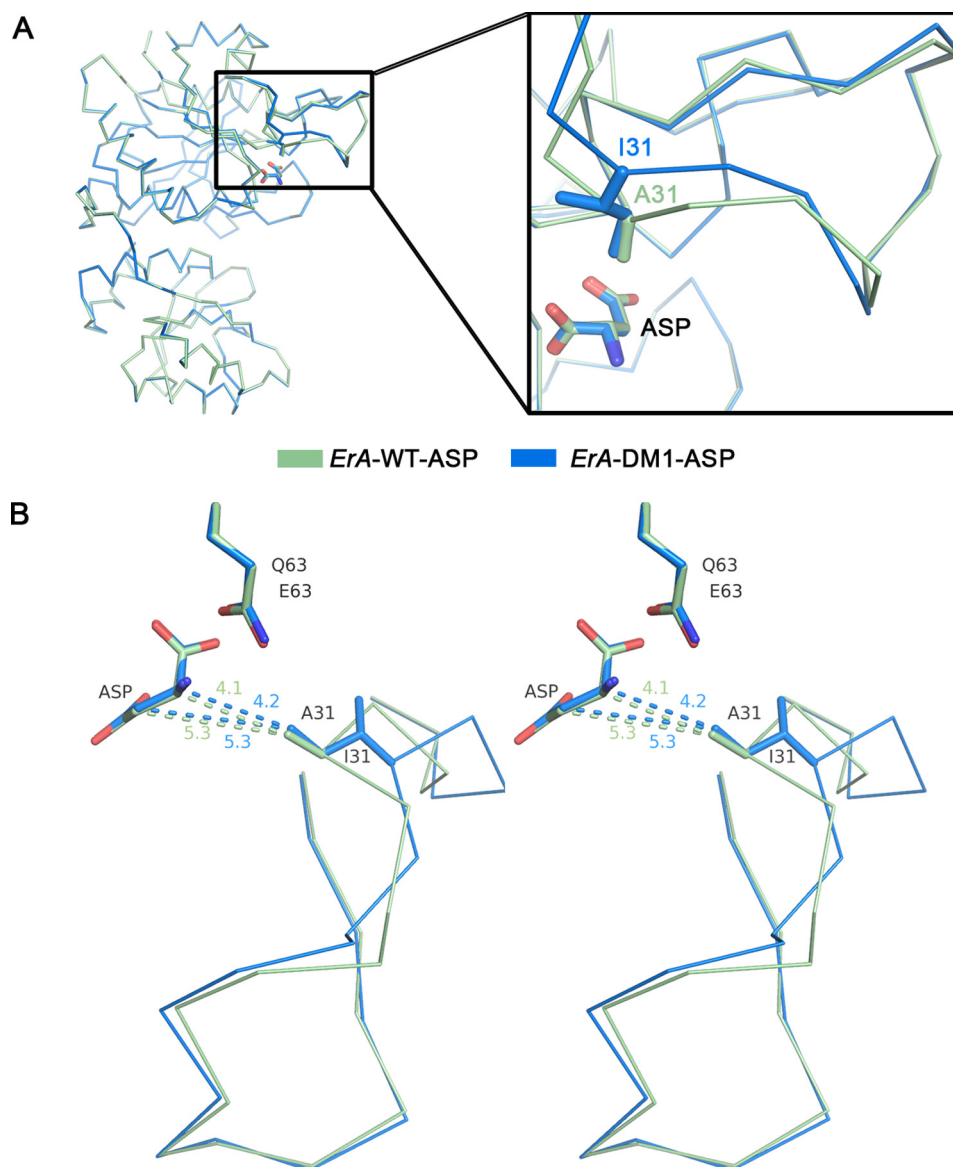 A
I31
A31
ASP
ErA-WT-ASP
ErA-DM1-ASP
B
Q63
E63
ASP
4.1
4.2
A31
5.3
5.3
I31
Q63
E63
ASP
4.1
4.2
A31
5.3
5.3
I31